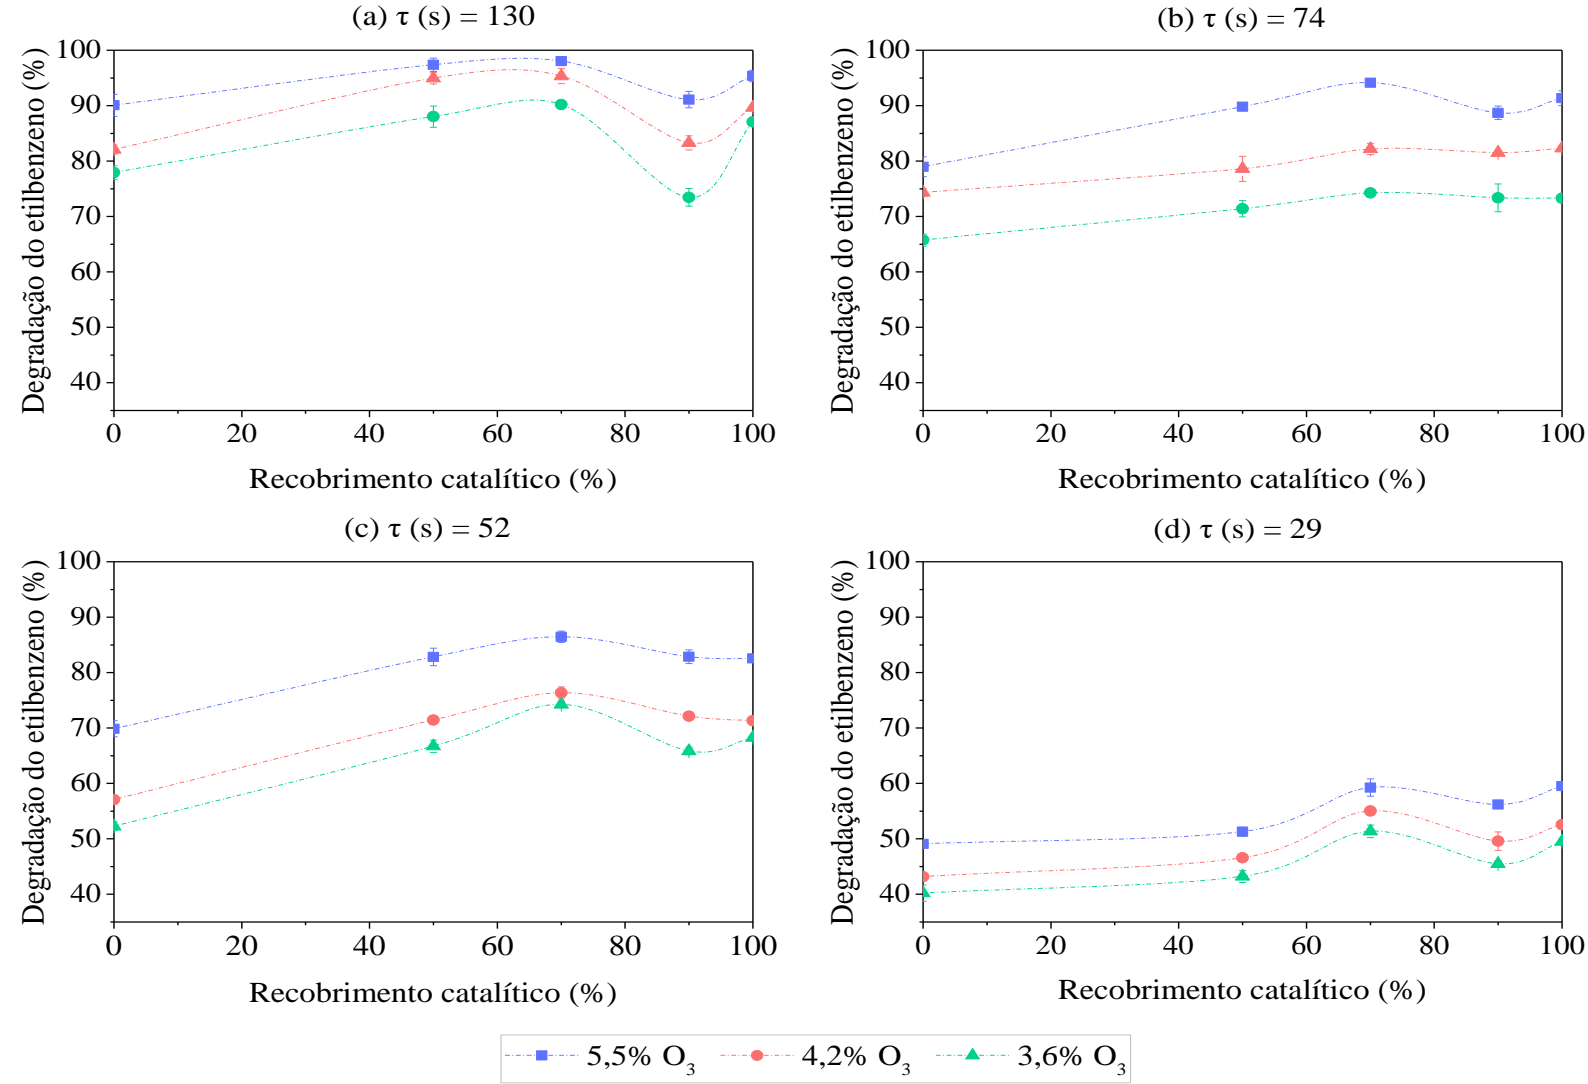 (a) τ (s) = 130
100
90
80
70
60
50
40
0 20 40 60 80 100
Degradação do etilbenzeno (%)
Recobrimento catalítico (%)
(b) τ (s) = 74
100
90
80
70
60
50
40
0 20 40 60 80 100
Degradação do etilbenzeno (%)
Recobrimento catalítico (%)
(c) τ (s) = 52
100
90
80
70
60
50
40
0 20 40 60 80 100
Degradação do etilbenzeno (%)
Recobrimento catalítico (%)
(d) τ (s) = 29
100
90
80
70
60
50
40
0 20 40 60 80 100
Degradação do etilbenzeno (%)
Recobrimento catalítico (%)
5,5% O₃ 4,2% O₃ 3,6% O₃